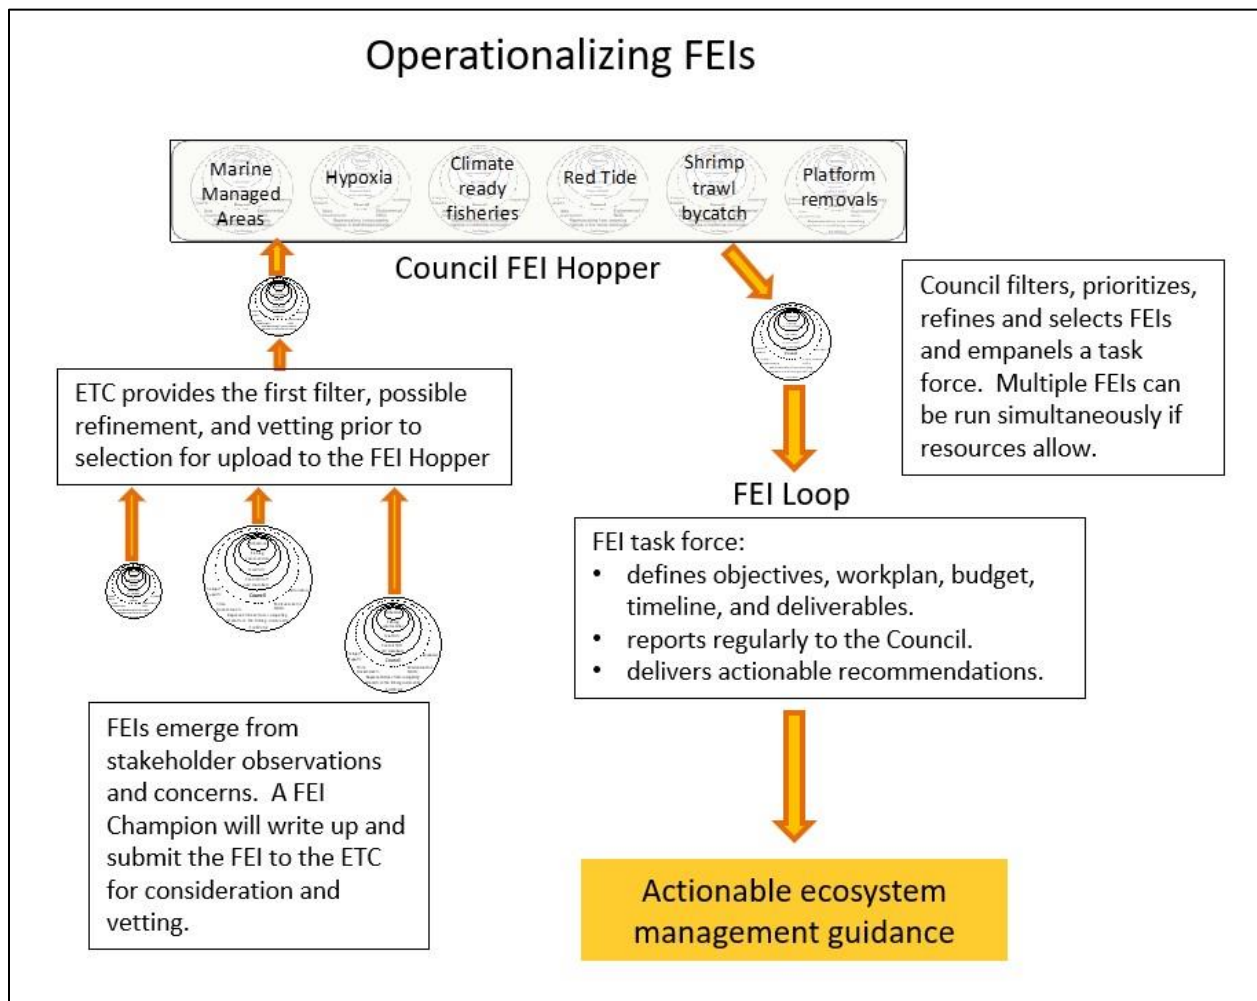 Operationalizing FEIs
Marine
Managed
Areas
Hypoxia
Climate
ready
fisheries
Red Tide
Shrimp
trawl
bycatch
Platform
removals
Council FEI Hopper
ETC provides the first filter, possible
refinement, and vetting prior to
selection for upload to the FEI Hopper
FEIs emerge from
stakeholder observations
and concerns.  A FEI
Champion will write up and
submit the FEI to the ETC
for consideration and
vetting.
Council filters, prioritizes,
refines and selects FEIs
and empanels a task
force.  Multiple FEIs can
be run simultaneously if
resources allow.
FEI Loop
FEI task force:
• defines objectives, workplan, budget,
timeline, and deliverables.
• reports regularly to the Council.
• delivers actionable recommendations.
Actionable ecosystem
management guidance